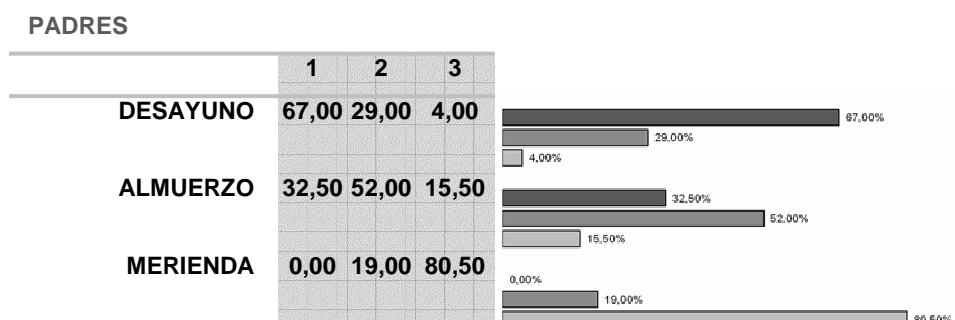 PADRES
1 2 3
DESAYUNO 67,00 29,00 4,00
67,00%
29,00%
4,00%
ALMUERZO 32,50 52,00 15,50
32,50%
52,00%
15,50%
MERIENDA 0,00 19,00 80,50
0,00%
19,00%
80,50%